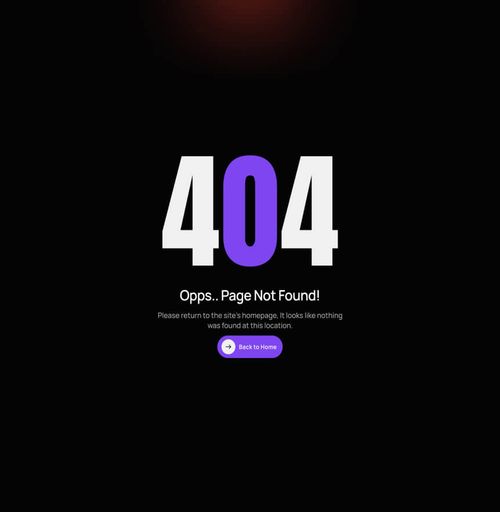 404
Opps.. Page Not Found!
Please return to the site's homepage, It looks like nothing
was found at this location.
Back to Home